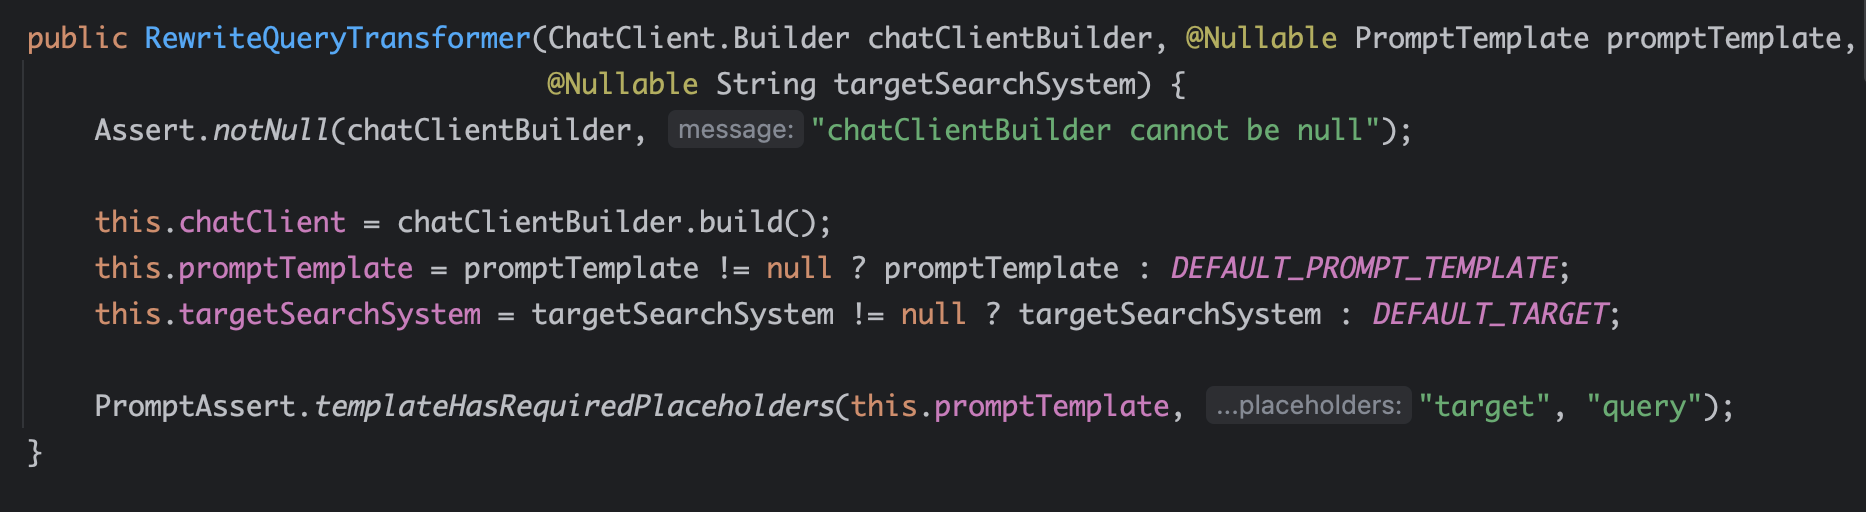 public RewriteQueryTransformer(ChatClient.Builder chatClientBuilder, @Nullable PromptTemplate promptTemplate,
@Nullable String targetSearchSystem) {
Assert.notNull(chatClientBuilder, message: "chatClientBuilder cannot be null");
this.chatClient = chatClientBuilder.build();
this.promptTemplate = promptTemplate != null ? promptTemplate : DEFAULT_PROMPT_TEMPLATE;
this.targetSearchSystem = targetSearchSystem != null ? targetSearchSystem : DEFAULT_TARGET;
PromptAssert.templateHasRequiredPlaceholders(this.promptTemplate, ...placeholders: "target", "query");
}